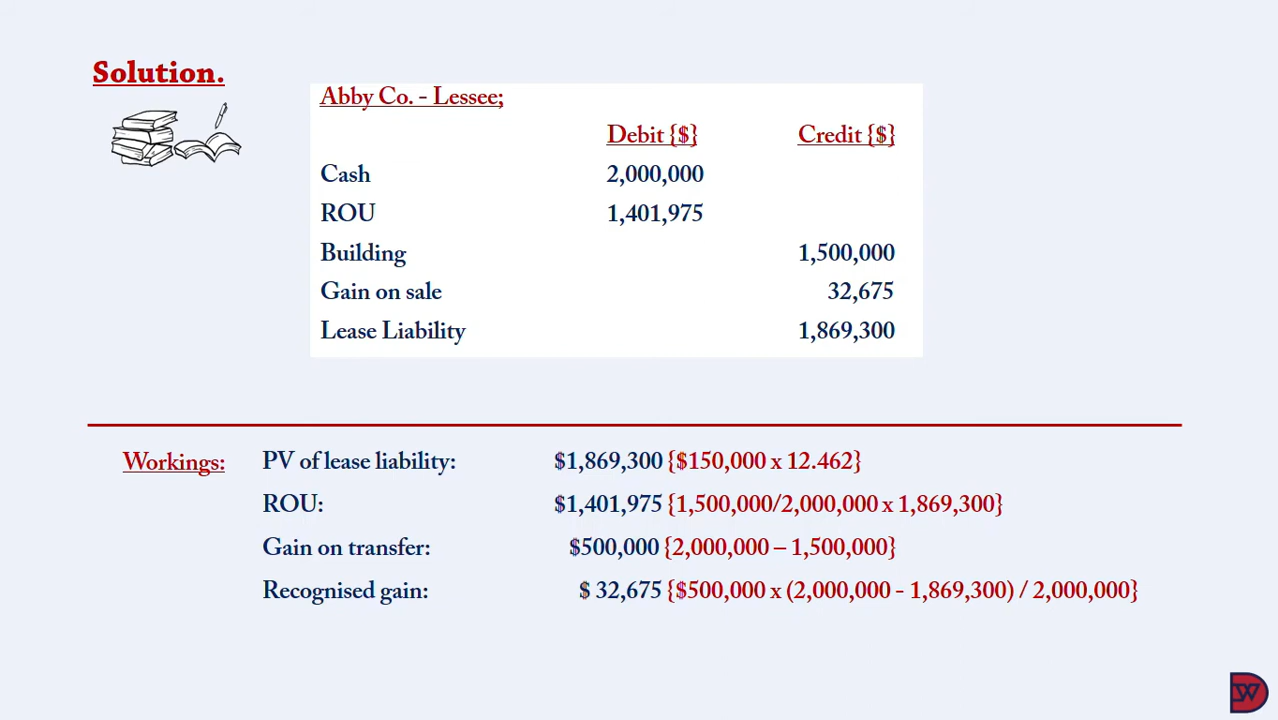 Solution.
Abby Co. - Lessee;
Debit {$} Credit {$}
Cash 2,000,000
ROU 1,401,975
Building 1,500,000
Gain on sale 32,675
Lease Liability 1,869,300
Workings: PV of lease liability: $1,869,300 {$150,000 x 12.462}
ROU: $1,401,975 {1,500,000/2,000,000 x 1,869,300}
Gain on transfer: $500,000 {2,000,000 – 1,500,000}
Recognised gain: $ 32,675 {$500,000 x (2,000,000 - 1,869,300) / 2,000,000}
DW